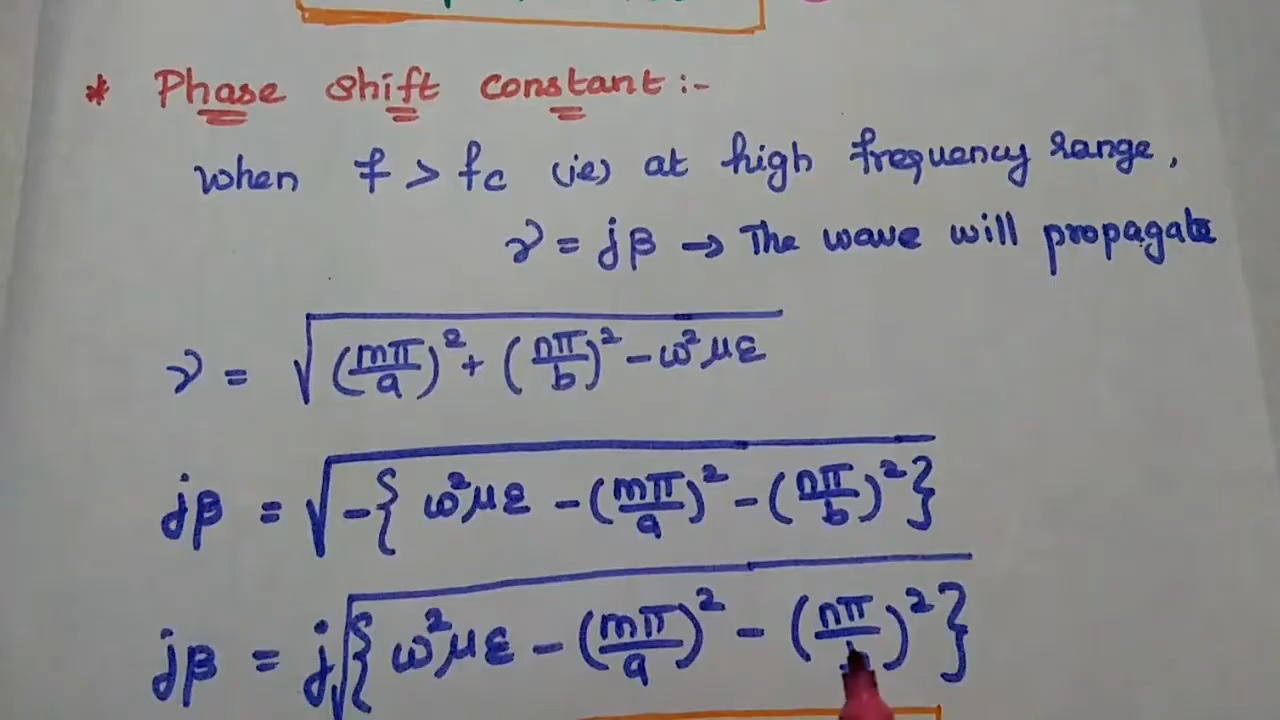 * Phase shift constant :-
when f > fc (ie) at high frequency range,
γ = jβ → The wave will propagate
γ = √(mπ/a)² + (nπ/b)² - ω²με
jβ = √-{ω²με - (mπ/a)² - (nπ/b)²}
jβ = j√{ω²με - (mπ/a)² - (nπ/b)²}